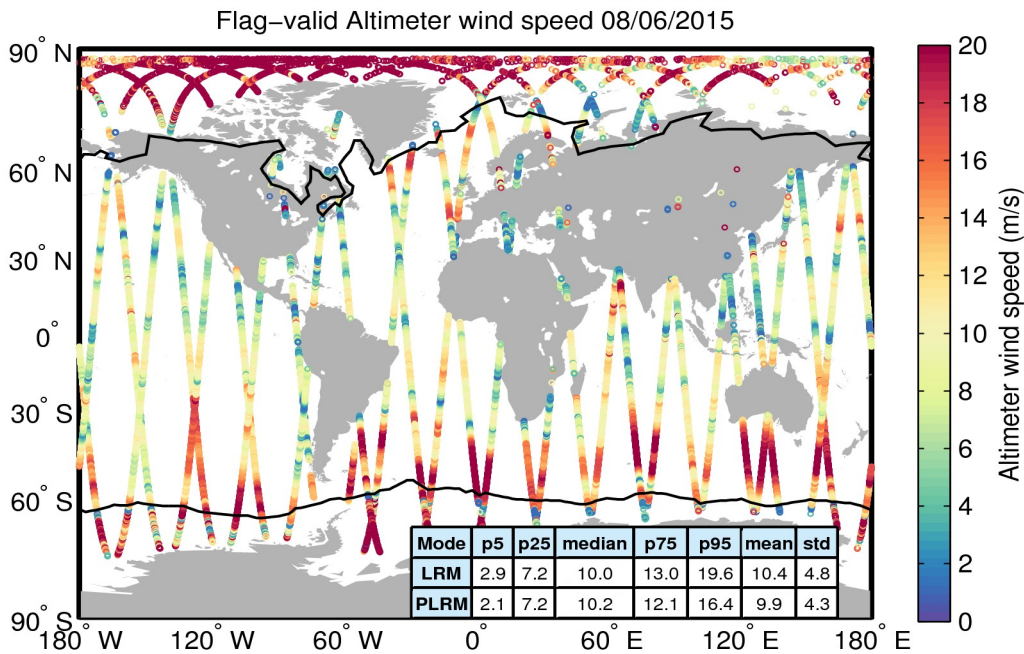 Flag−valid Altimeter wind speed 08/06/2015
90° N
60° N
30° N
0°
30° S
60° S
90° S
180° W
120° W
60° W
0°
60° E
120° E
180° E
Mode p5 p25 median p75 p95 mean std
LRM 2.9 7.2 10.0 13.0 19.6 10.4 4.8
PLRM 2.1 7.2 10.2 12.1 16.4 9.9 4.3
20
18
16
14
12
10
8
6
4
2
0
Altimeter wind speed (m/s)